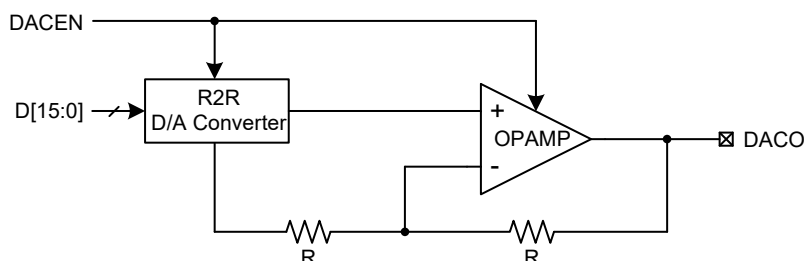 DACEN
D[15:0]
R2R
D/A Converter
+
OPAMP
-
DACO
R
R